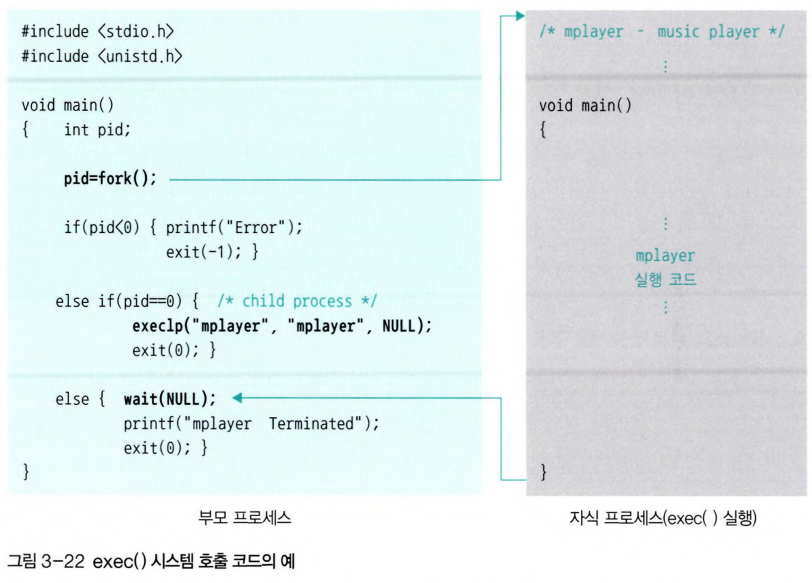 #include <stdio.h>
#include <unistd.h>
void main()
{ int pid;
pid=fork();
if(pid<0) { printf("Error");
exit(-1); }
else if(pid==0) { /* child process */
execlp("mplayer", "mplayer", NULL);
exit(0); }
else { wait(NULL);
printf("mplayer Terminated");
exit(0); }
}
부모 프로세스
/* mplayer - music player */
⋮
void main()
{
⋮
mplayer
실행 코드
⋮
}
자식 프로세스(exec( ) 실행)
그림 3-22 exec() 시스템 호출 코드의 예